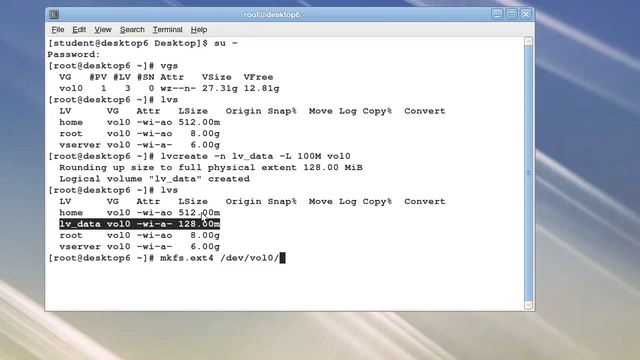 root@desktop6:~
File Edit View Search Terminal Help
[student@desktop6 Desktop]$ su -
Password:
[root@desktop6 ~]# vgs
VG #PV #LV #SN Attr VSize VFree
vol0 1 3 0 wz--n- 27.31g 12.81g
[root@desktop6 ~]# lvs
LV VG Attr LSize Origin Snap% Move Log Copy% Convert
home vol0 -wi-ao 512.00m
root vol0 -wi-ao 8.00g
vserver vol0 -wi-ao 6.00g
[root@desktop6 ~]# lvcreate -n lv_data -L 100M vol0
Rounding up size to full physical extent 128.00 MiB
Logical volume "lv_data" created
[root@desktop6 ~]# lvs
LV VG Attr LSize Origin Snap% Move Log Copy% Convert
home vol0 -wi-ao 512.00m
lv_data vol0 -wi-a- 128.00m
root vol0 -wi-ao 8.00g
vserver vol0 -wi-a- 6.00g
[root@desktop6 ~]# mkfs.ext4 /dev/vol0/